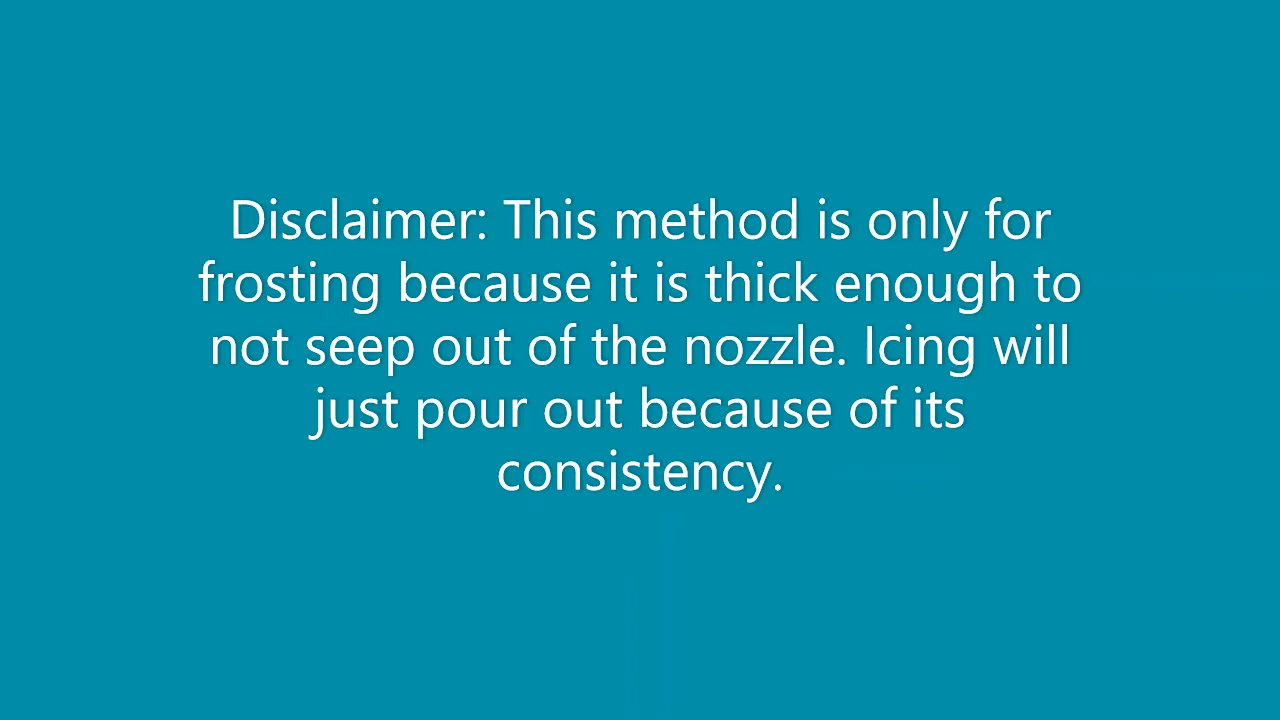 Disclaimer: This method is only for
frosting because it is thick enough to
not seep out of the nozzle. Icing will
just pour out because of its
consistency.